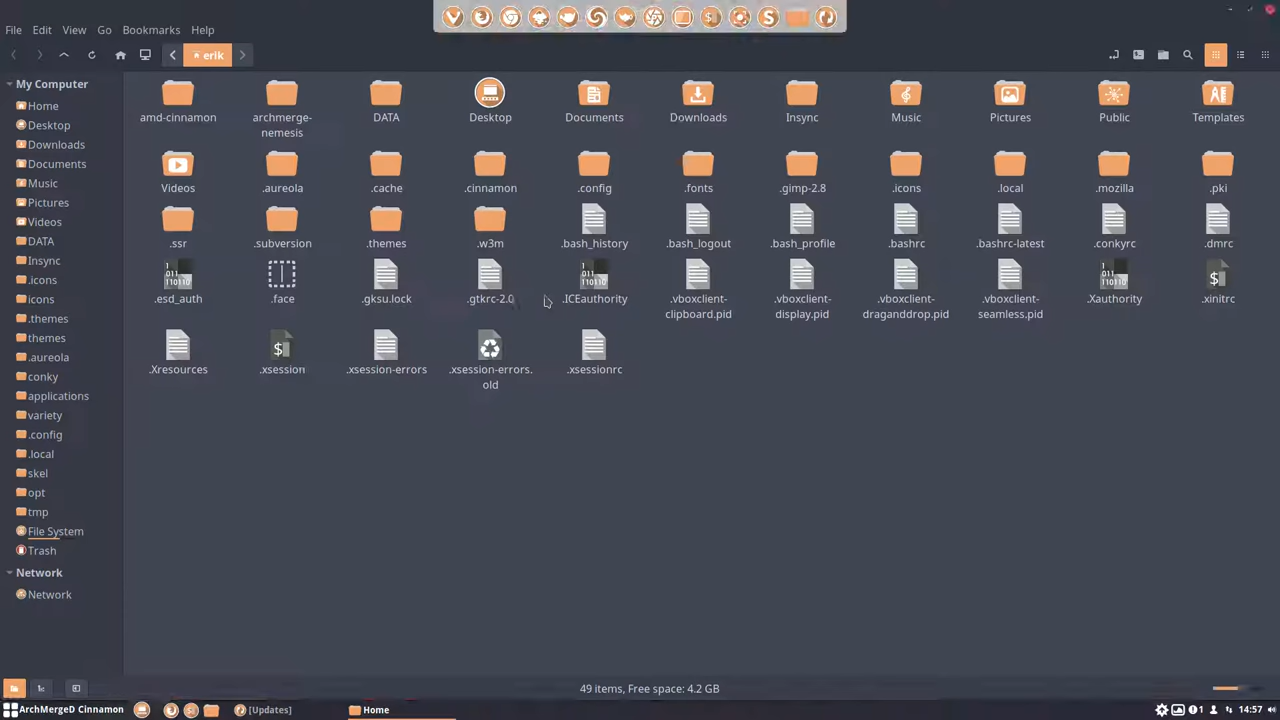 File Edit View Go Bookmarks Help
erik
My Computer
Home
Desktop
Downloads
Documents
Music
Pictures
Videos
DATA
Insync
.icons
icons
.themes
themes
.aureola
conky
applications
variety
.config
.local
skel
opt
tmp
File System
Trash
Network
Network
amd-cinnamon archmerge-nemesis DATA Desktop Documents Downloads Insync Music Pictures Public Templates
Videos .aureola .cache .cinnamon .config .fonts .gimp-2.8 .icons .local .mozilla .pki
.ssr .subversion .themes .w3m .bash_history .bash_logout .bash_profile .bashrc .bashrc-latest .conkyrc .dmrc
.esd_auth .face .gksu.lock .gtkrc-2.0 .ICEauthority .vboxclient-clipboard.pid .vboxclient-display.pid .vboxclient-draganddrop.pid .vboxclient-seamless.pid .Xauthority .xinitrc
.Xresources .xsession .xsession-errors .xsession-errors.old .xsessionrc
49 items, Free space: 4.2 GB
ArchMergeD Cinnamon [Updates] Home 1 14:57